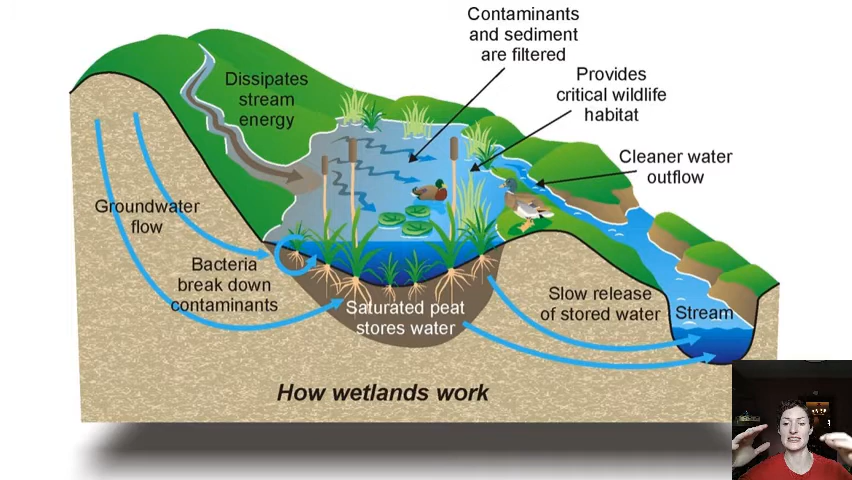 Contaminants
and sediment
are filtered
Provides
critical wildlife
habitat
Dissipates
stream
energy
Cleaner water
outflow
Groundwater
flow
Bacteria
break down
contaminants
Saturated peat
stores water
Slow release
of stored water
Stream
How wetlands work